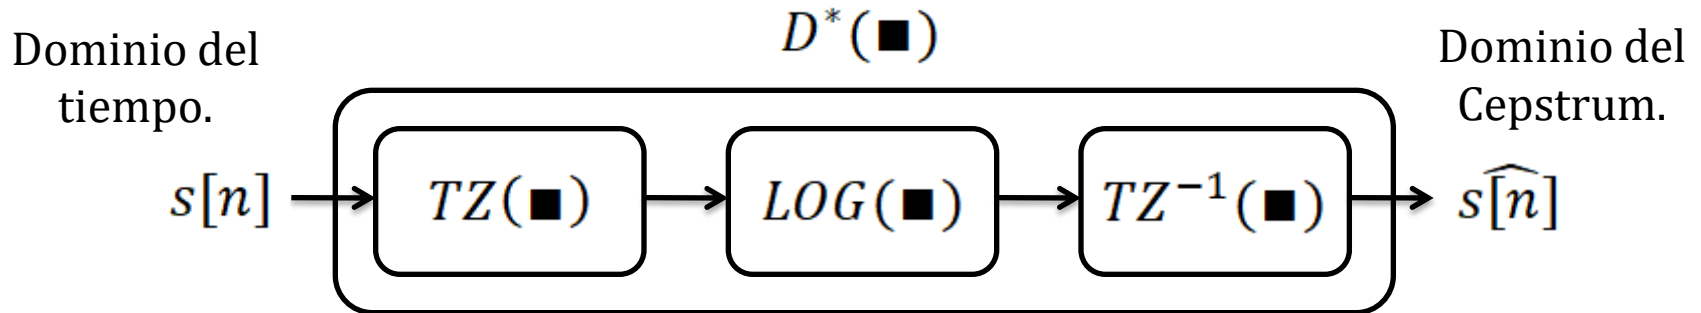 D*(■)
Dominio del
tiempo.
Dominio del
Cepstrum.
s[n]
TZ(■)
LOG(■)
TZ⁻¹(■)
ŝ[n]